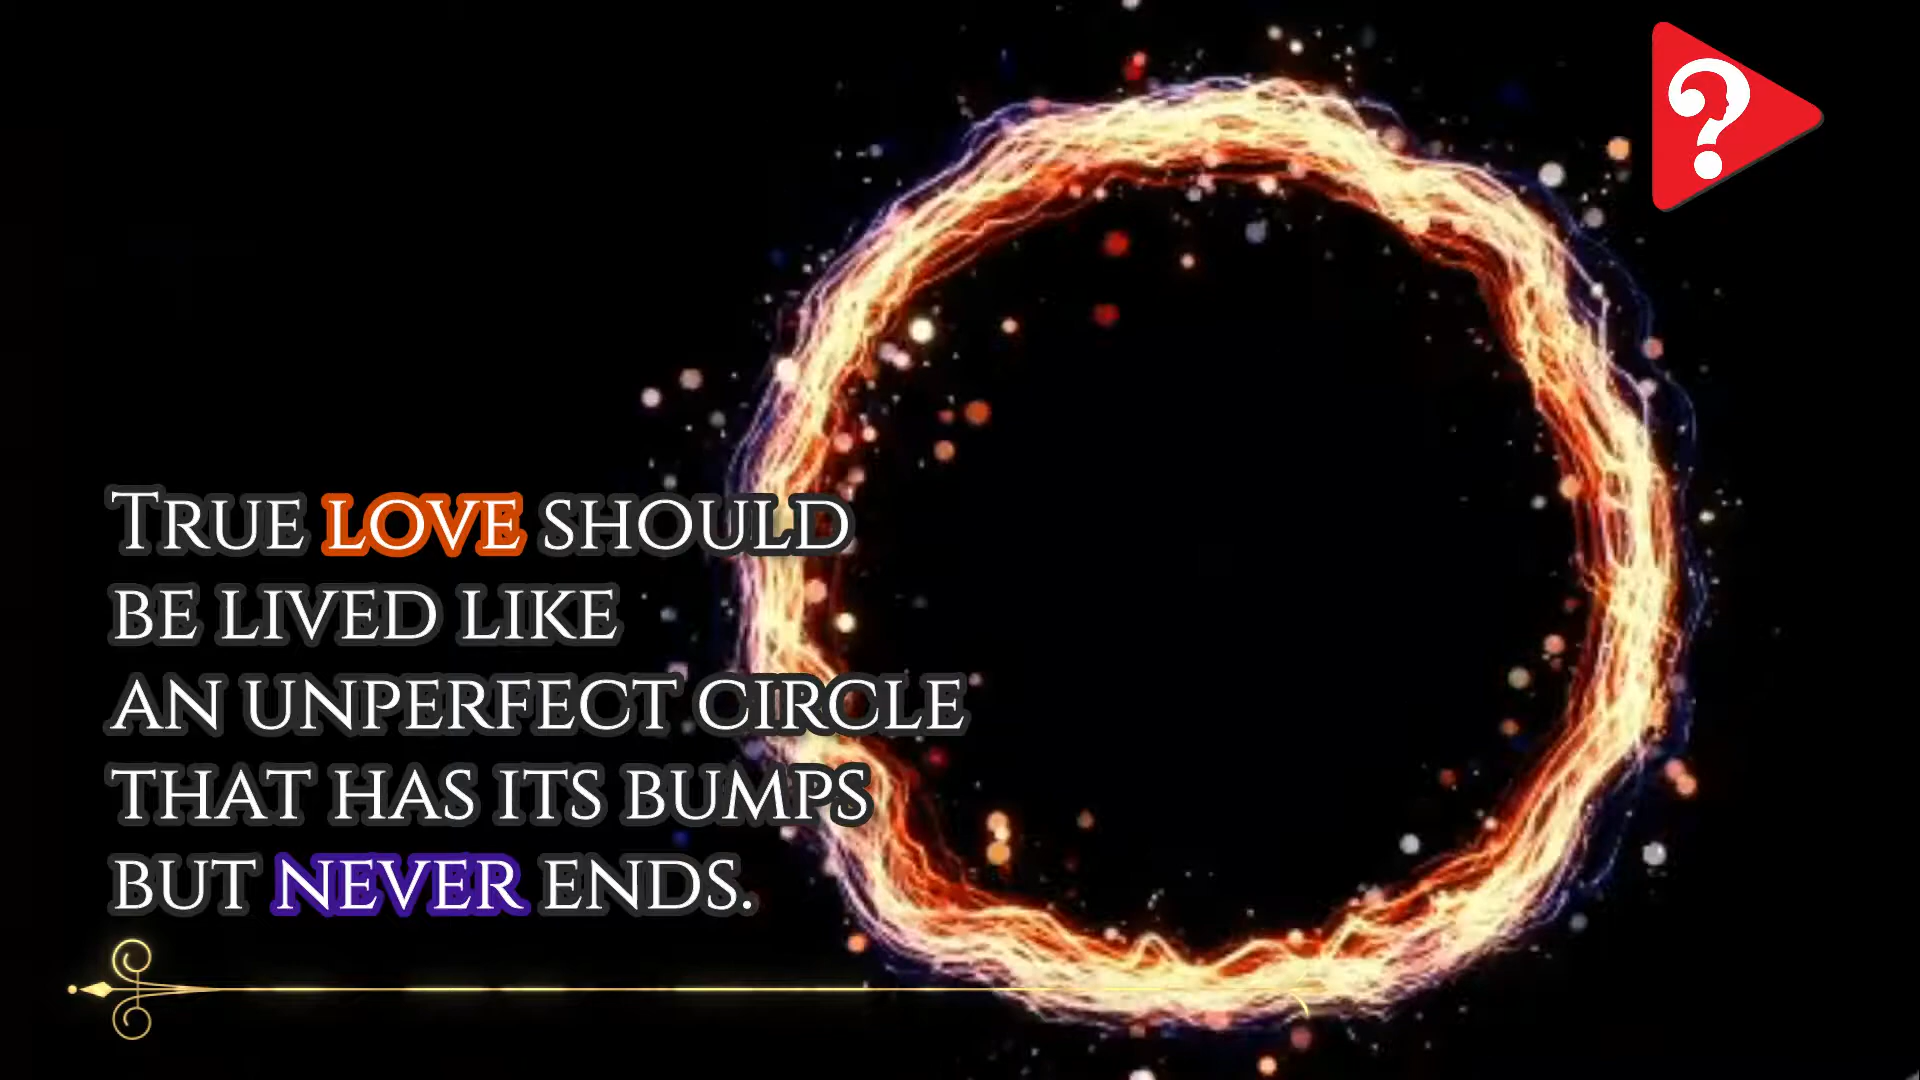 True love should
be lived like
an unperfect circle
that has its bumps
but never ends.
?